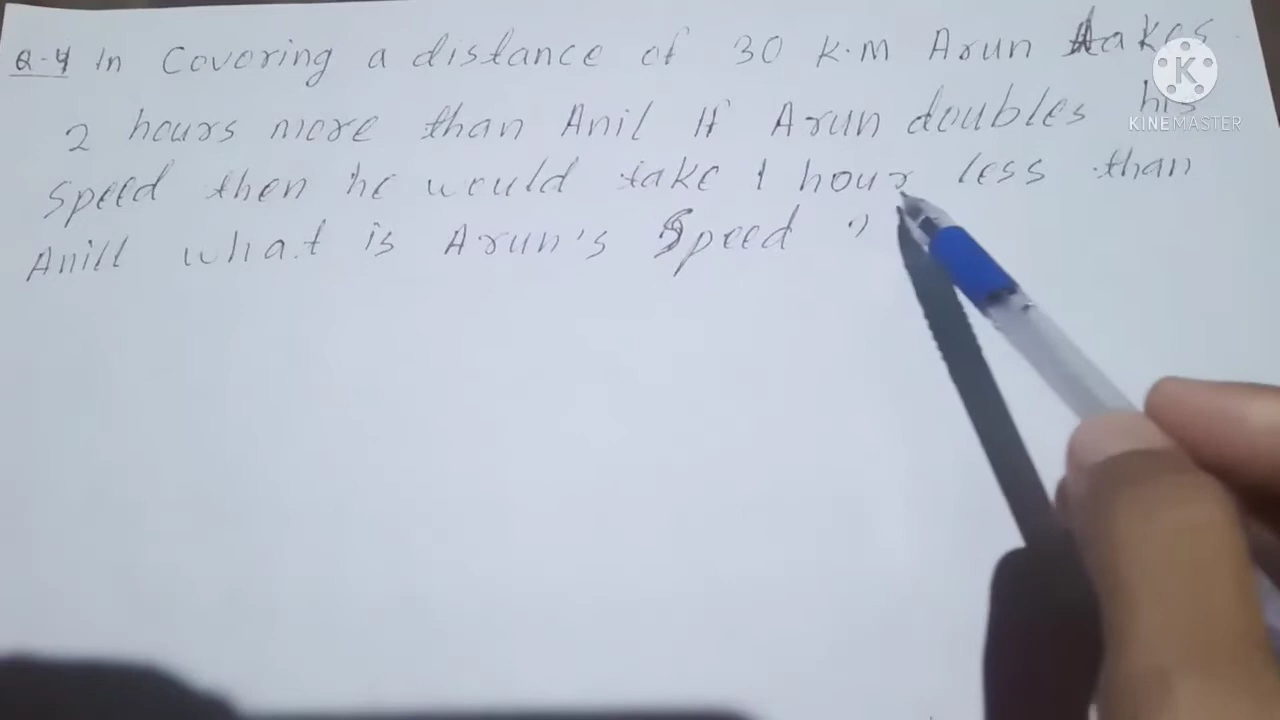 Q-4 In Covering a distance of 30 k.m Arun takes
2 hours more than Anil If Arun doubles his
speed then he would take 1 hour less than
Anill what is Arun's Speed ?
K
KINEMASTER